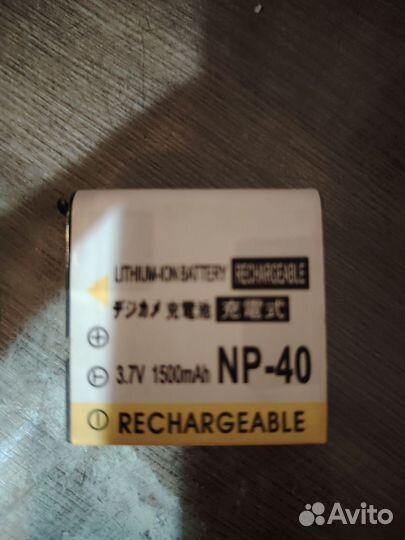 LITHIUM-ION BATTERY RECHARGEABLE
デジカメ 充電池 充電式
3.7V 1500mAh NP-40
RECHARGEABLE
Avito